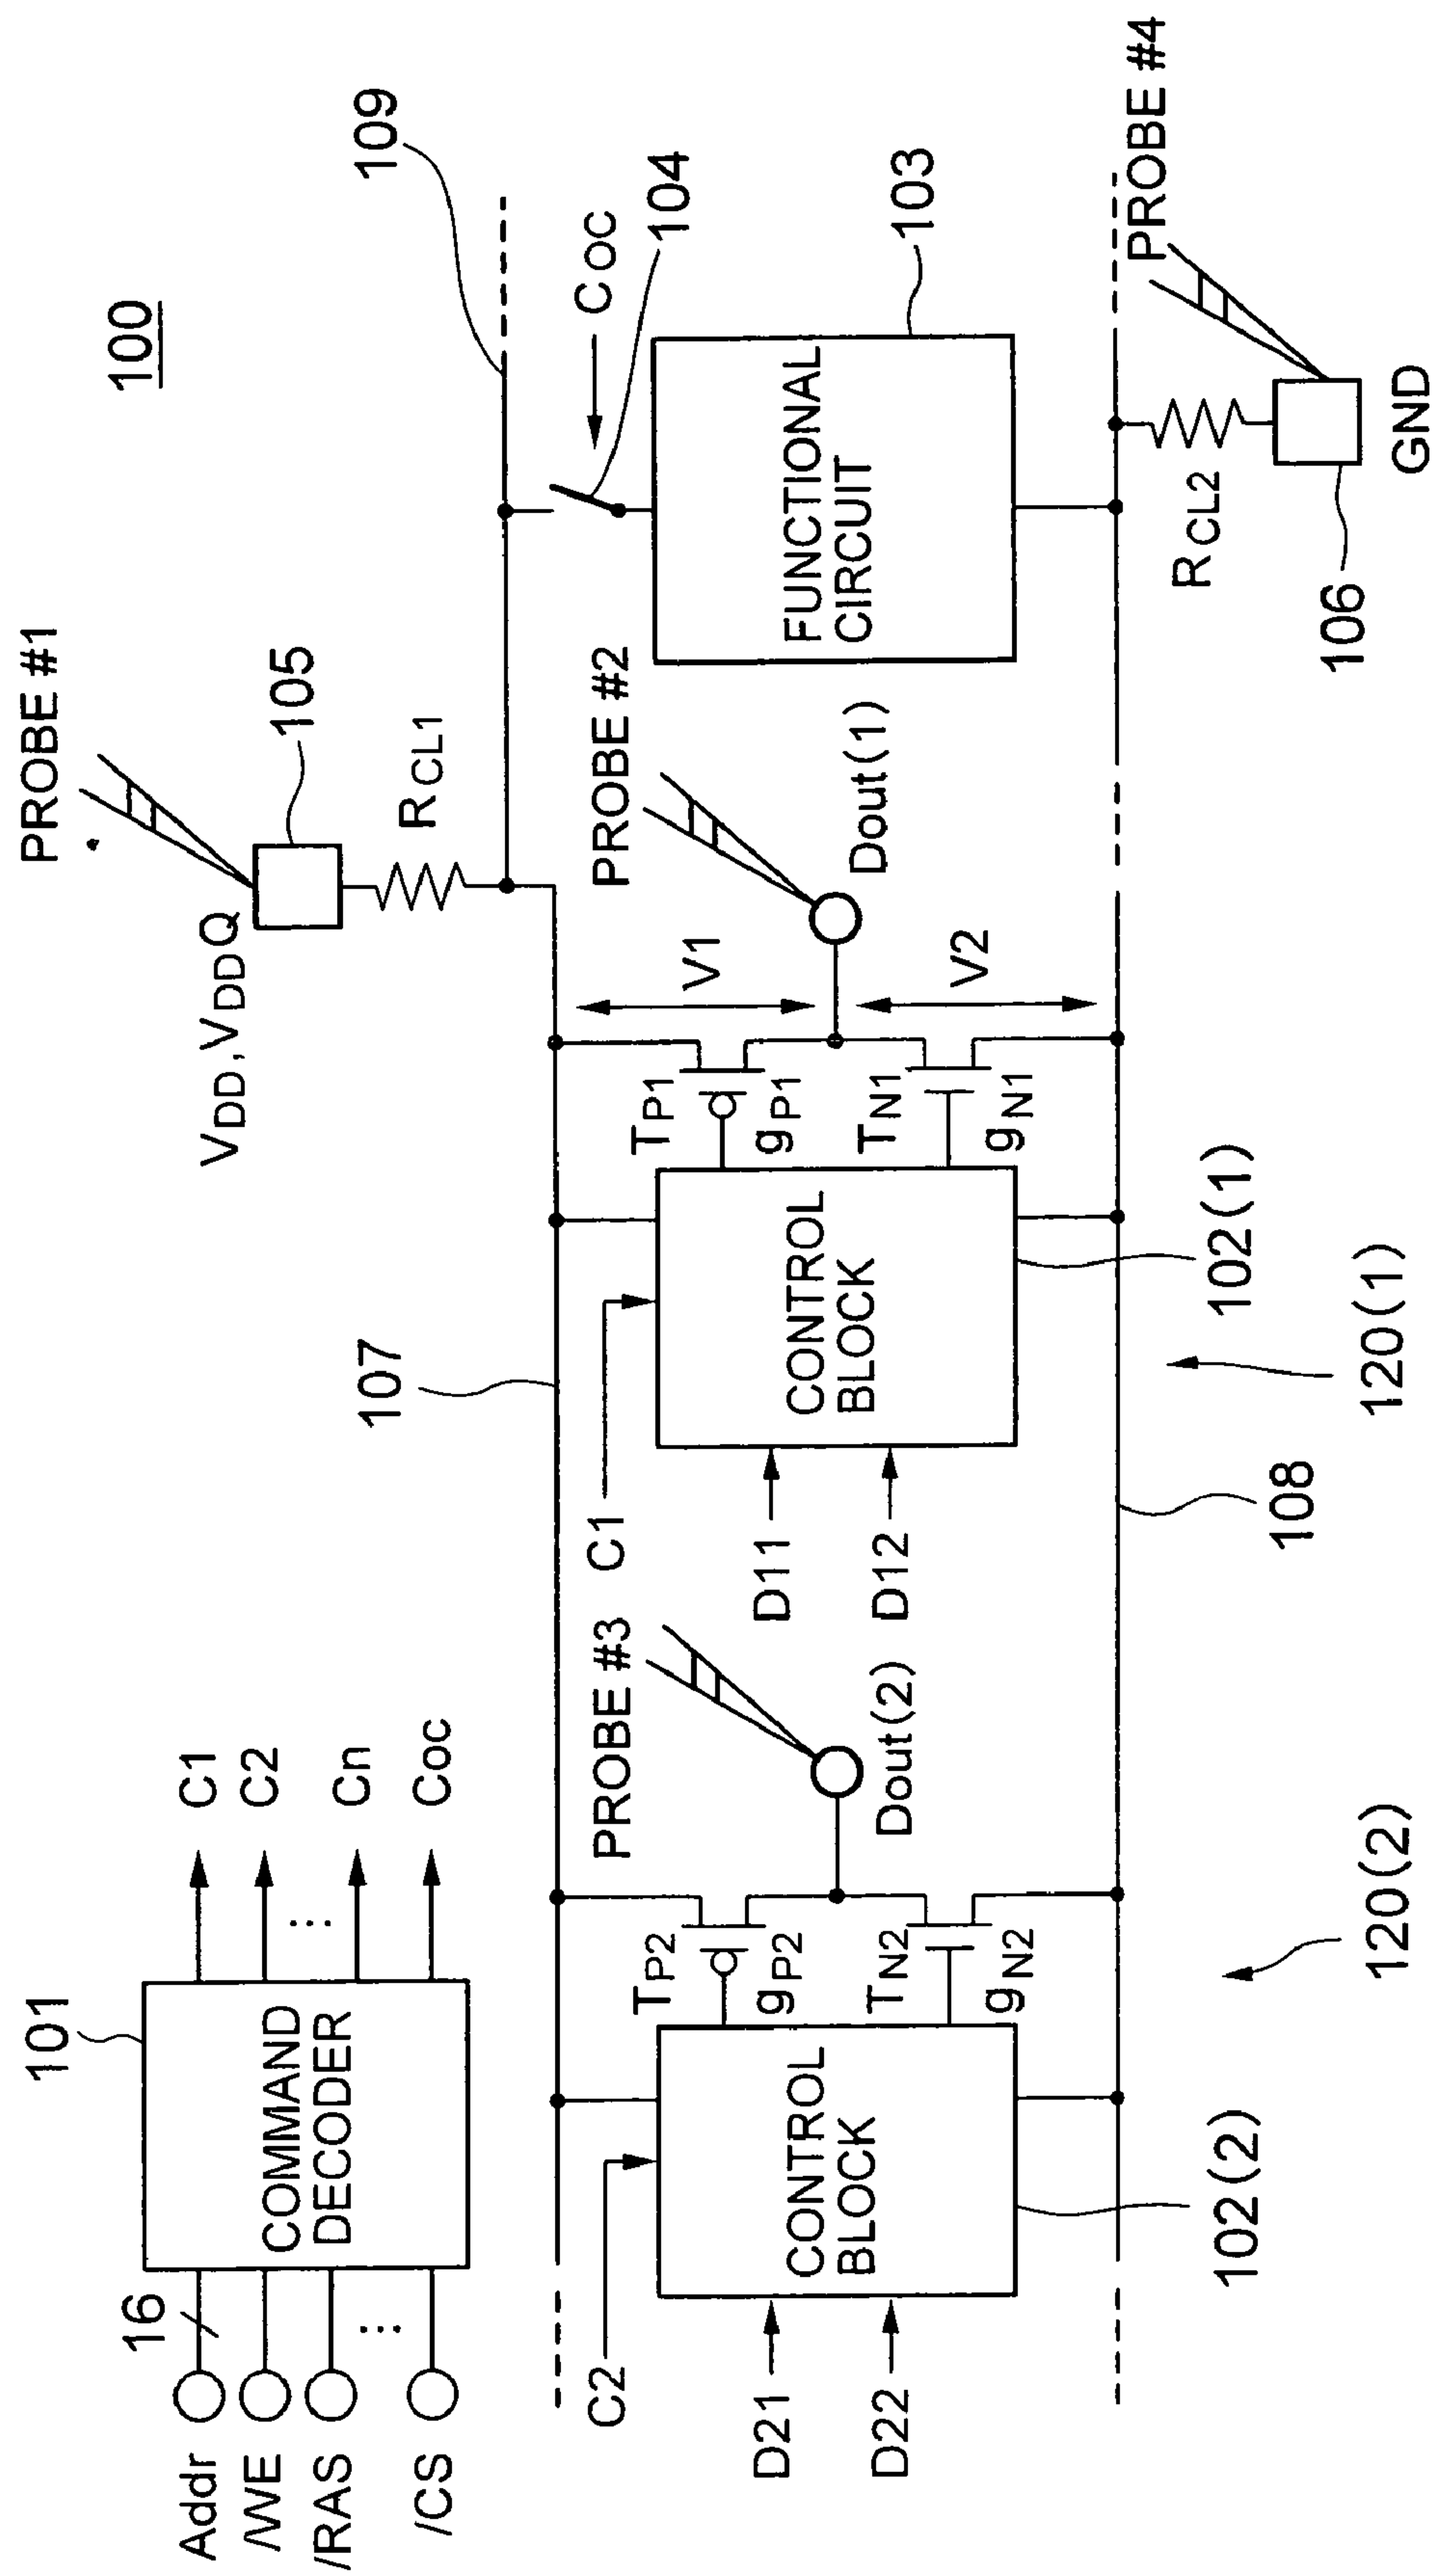 100
101
COMMAND
DECODER
Addr
16
/WE
/RAS
...
/CS
C1
C2
...
Cn
COC
PROBE #1
VDD, VDDQ
105
RCL1
109
107
COC
104
FUNCTIONAL
CIRCUIT
103
C2
D21
D22
CONTROL
BLOCK
102(2)
TP2
gP2
TN2
gN2
PROBE #3
Dout(2)
120(2)
C1
D11
D12
CONTROL
BLOCK
102(1)
TP1
gP1
TN1
gN1
V1
V2
PROBE #2
Dout(1)
120(1)
108
RCL2
106
GND
PROBE #4